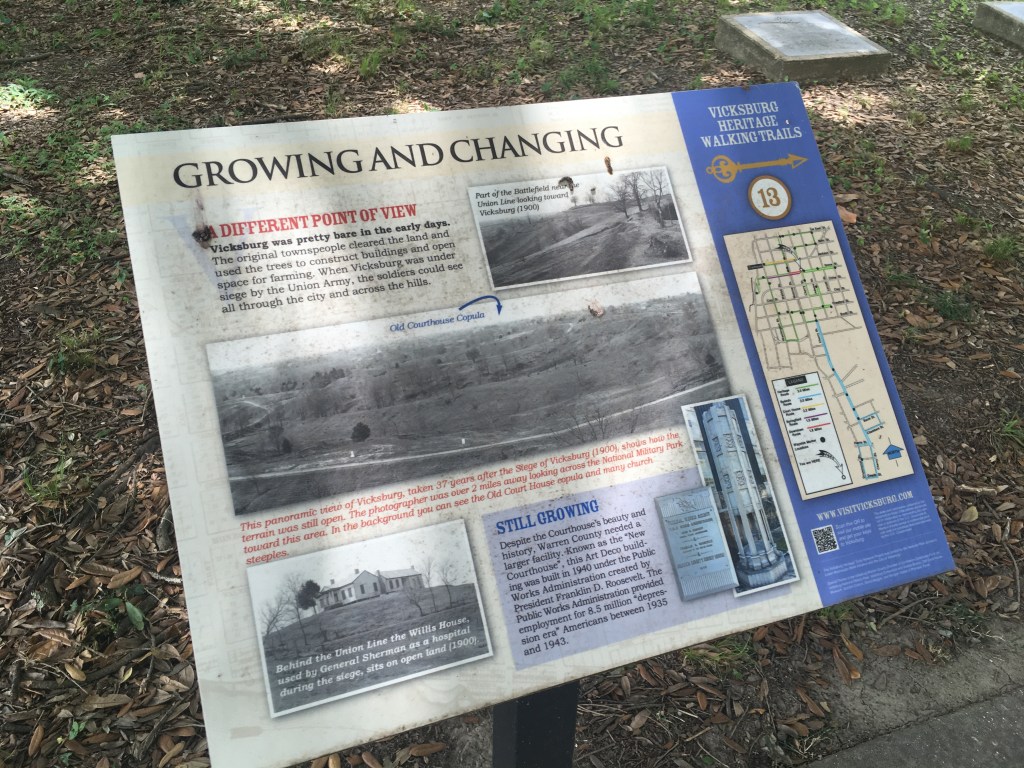 GROWING AND CHANGING
A DIFFERENT POINT OF VIEW
Vicksburg was pretty bare in the early days.
The original townspeople cleared the land and
used the trees to construct buildings and open
space for farming. When Vicksburg was under
siege by the Union Army, the soldiers could see
all through the city and across the hills.
Part of the Battlefield near the
Union Line looking toward
Vicksburg (1900)
Old Courthouse Copula
This panoramic view of Vicksburg, taken 37 years after the Siege of Vicksburg (1900), shows how the
terrain was still open. The photographer was over 2 miles away looking across the National Military Park
toward this area. In the background you can see the Old Court House copula and many church
steeples.
Behind the Union Line the Willis House,
used by General Sherman as a hospital
during the siege, sits on open land (1900)
STILL GROWING
Despite the Courthouse's beauty and
history, Warren County needed a
larger facility. Known as the "New
Courthouse", this Art Deco build-
ing was built in 1940 under the Public
Works Administration created by
President Franklin D. Roosevelt. The
Public Works Administration provided
employment for 8.5 million "depres-
sion era" Americans between 1935
and 1943.
VICKSBURG
HERITAGE
WALKING TRAILS
13
WWW.VISITVICKSBURG.COM